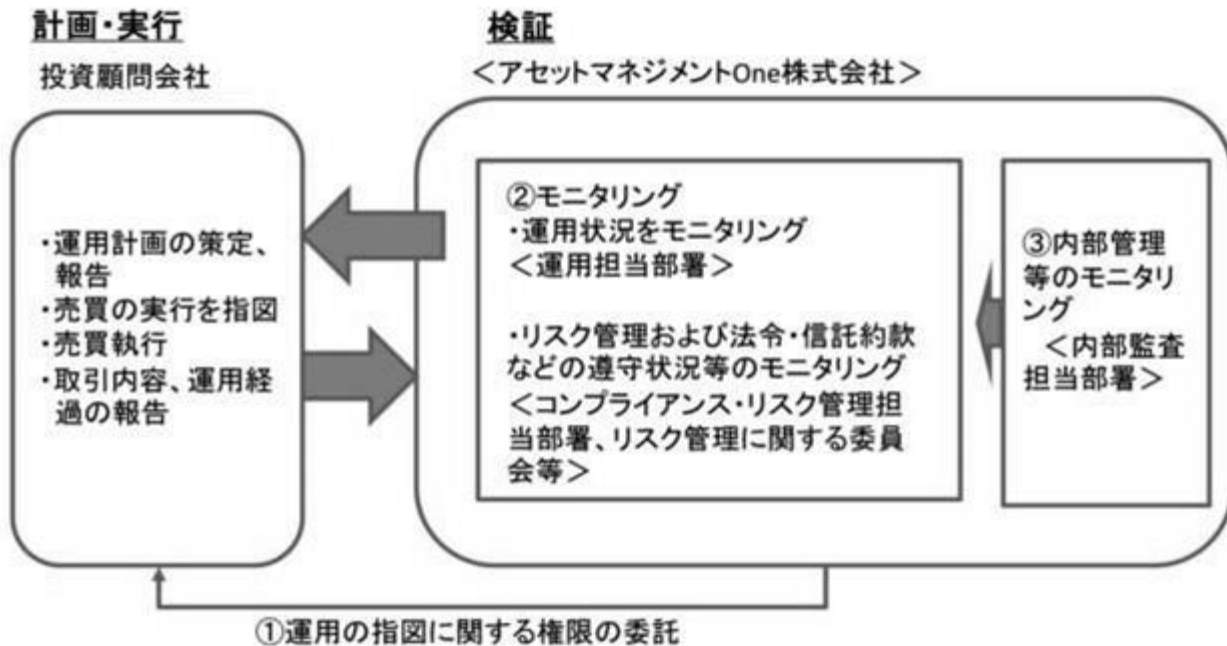 計画・実行
投資顧問会社
・運用計画の策定、
報告
・売買の実行を指図
・売買執行
・取引内容、運用経
過の報告
検証
＜アセットマネジメントOne株式会社＞
②モニタリング
・運用状況をモニタリング
＜運用担当部署＞
・リスク管理および法令・信託約款
などの遵守状況等のモニタリング
＜コンプライアンス・リスク管理担
当部署、リスク管理に関する委員
会等＞
③内部管理
等のモニタリ
ング
＜内部監査
担当部署＞
①運用の指図に関する権限の委託